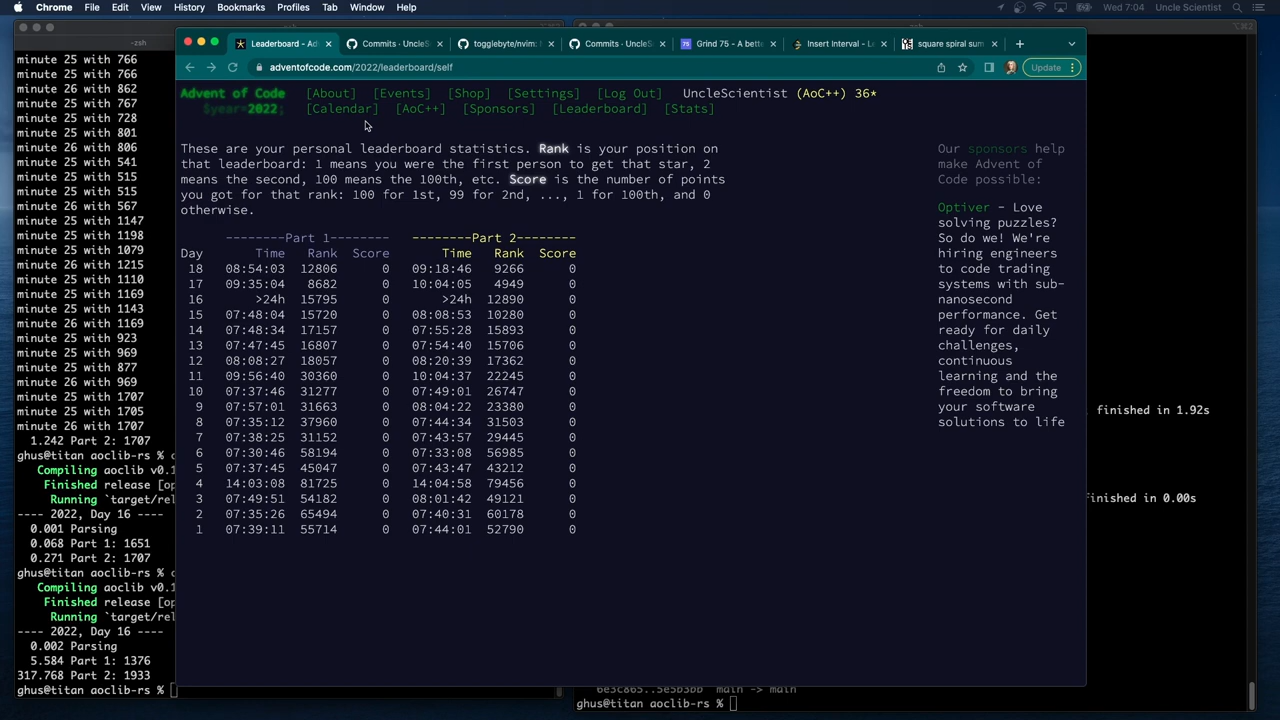 Chrome File Edit View History Bookmarks Profiles Tab Window Help Wed 7:04 Uncle Scientist
-zsh
⌥⌘2
Leaderboard - Adv
Commits · UncleS
togglebyte/nvim: N
Commits · UncleS
Grind 75 - A bette
Insert Interval - Le
square spiral sum
adventofcode.com/2022/leaderboard/self
Update
Advent of Code [About] [Events] [Shop] [Settings] [Log Out] UncleScientist (AoC++) 36*
$year=2022; [Calendar] [AoC++] [Sponsors] [Leaderboard] [Stats]
These are your personal leaderboard statistics. Rank is your position on
that leaderboard: 1 means you were the first person to get that star, 2
means the second, 100 means the 100th, etc. Score is the number of points
you got for that rank: 100 for 1st, 99 for 2nd, ..., 1 for 100th, and 0
otherwise.
--------Part 1-------- --------Part 2--------
Day Time Rank Score Time Rank Score
18 08:54:03 12806 0 09:18:46 9266 0
17 09:35:04 8682 0 10:04:05 4949 0
16 >24h 15795 0 >24h 12890 0
15 07:48:04 15720 0 08:08:53 10280 0
14 07:48:34 17157 0 07:55:28 15893 0
13 07:47:45 16807 0 07:54:40 15706 0
12 08:08:27 18057 0 08:20:39 17362 0
11 09:56:40 30360 0 10:04:37 22245 0
10 07:37:46 31277 0 07:49:01 26747 0
9 07:57:01 31663 0 08:04:22 23380 0
8 07:35:12 37960 0 07:44:34 31503 0
7 07:38:25 31152 0 07:43:57 29445 0
6 07:30:46 58194 0 07:33:08 56985 0
5 07:37:45 45047 0 07:43:47 43212 0
4 14:03:08 81725 0 14:04:58 79456 0
3 07:49:51 54182 0 08:01:42 49121 0
2 07:35:26 65494 0 07:40:31 60178 0
1 07:39:11 55714 0 07:44:01 52790 0
Our sponsors help
make Advent of
Code possible:
Optiver - Love
solving puzzles?
So do we! We're
hiring engineers
to code trading
systems with sub-
nanosecond
performance. Get
ready for daily
challenges,
continuous
learning and the
freedom to bring
your software
solutions to life
minute 25 with 766
minute 26 with 862
minute 25 with 767
minute 25 with 728
minute 25 with 801
minute 26 with 806
minute 25 with 541
minute 25 with 515
minute 25 with 515
minute 26 with 567
minute 25 with 1147
minute 25 with 1198
minute 25 with 1079
minute 26 with 1215
minute 25 with 1110
minute 25 with 1169
minute 25 with 1143
minute 26 with 1169
minute 25 with 923
minute 25 with 969
minute 25 with 877
minute 26 with 969
minute 25 with 1707
minute 25 with 1705
minute 26 with 1707
1.242 Part 2: 1707
ghus@titan aoclib-rs % c
Compiling aoclib v0.1
Finished release [op
Running `target/rel
---- 2022, Day 16 ----
0.001 Parsing
0.068 Part 1: 1651
0.271 Part 2: 1707
ghus@titan aoclib-rs % c
Compiling aoclib v0.1
Finished release [op
Running `target/rel
---- 2022, Day 16 ----
0.002 Parsing
5.584 Part 1: 1376
317.768 Part 2: 1933
ghus@titan aoclib-rs %
finished in 1.92s
finished in 0.00s
6e3c865..5e5b3bb main -> main
ghus@titan aoclib-rs %